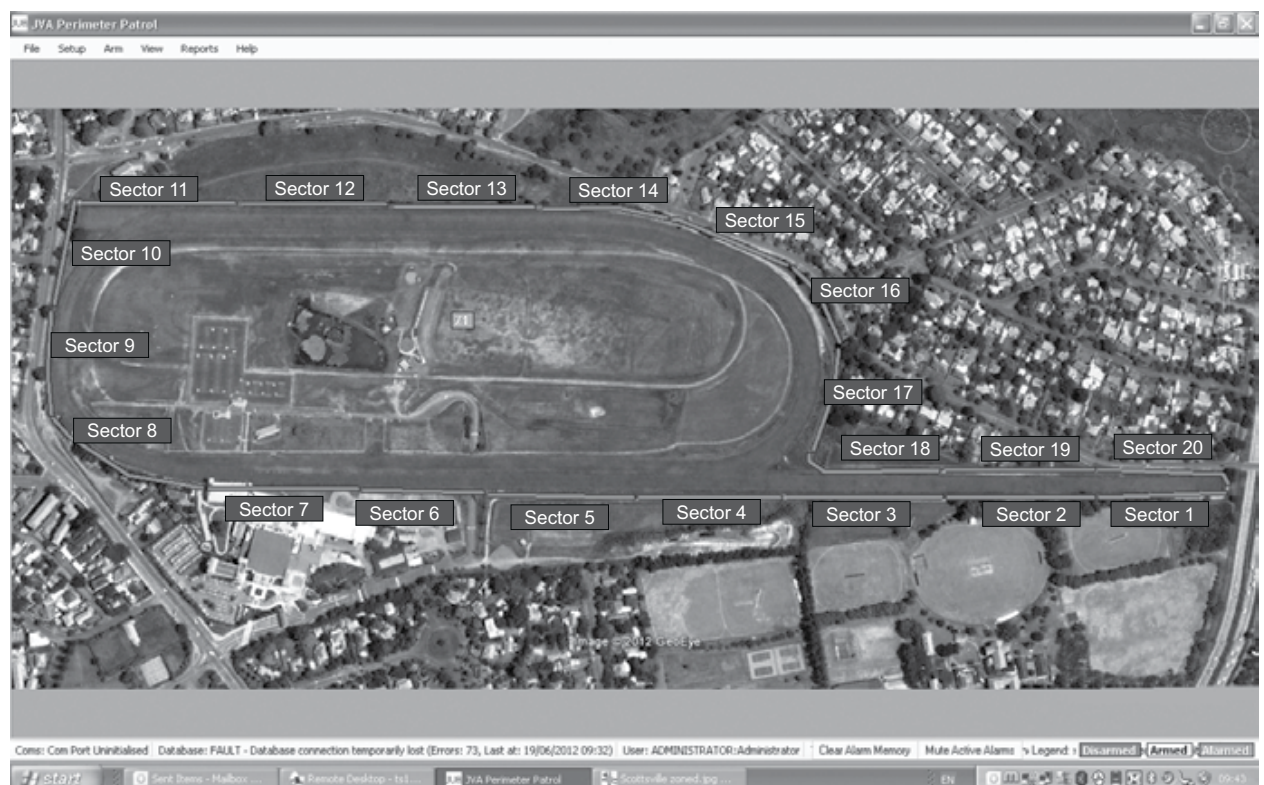 JVA Perimeter Patrol
File Setup Arm View Reports Help
Sector 11
Sector 12
Sector 13
Sector 14
Sector 15
Sector 10
Sector 16
Z1
Sector 9
Sector 17
Sector 8
Sector 18
Sector 19
Sector 20
Sector 7
Sector 6
Sector 5
Sector 4
Sector 3
Sector 2
Sector 1
Image © 2012 GeoEye
Coms: Com Port Uninitialised Database: FAULT - Database connection temporarily lost (Errors: 73, Last at: 19/06/2012 09:32) User: ADMINISTRATOR:Administrator Clear Alarm Memory Mute Active Alarms Legend: Disarmed Armed Alarmed
start Sent Items - Mailbox ... Remote Desktop - ts1... JVA Perimeter Patrol Scottsville zoned.jpg ... EN 09:43